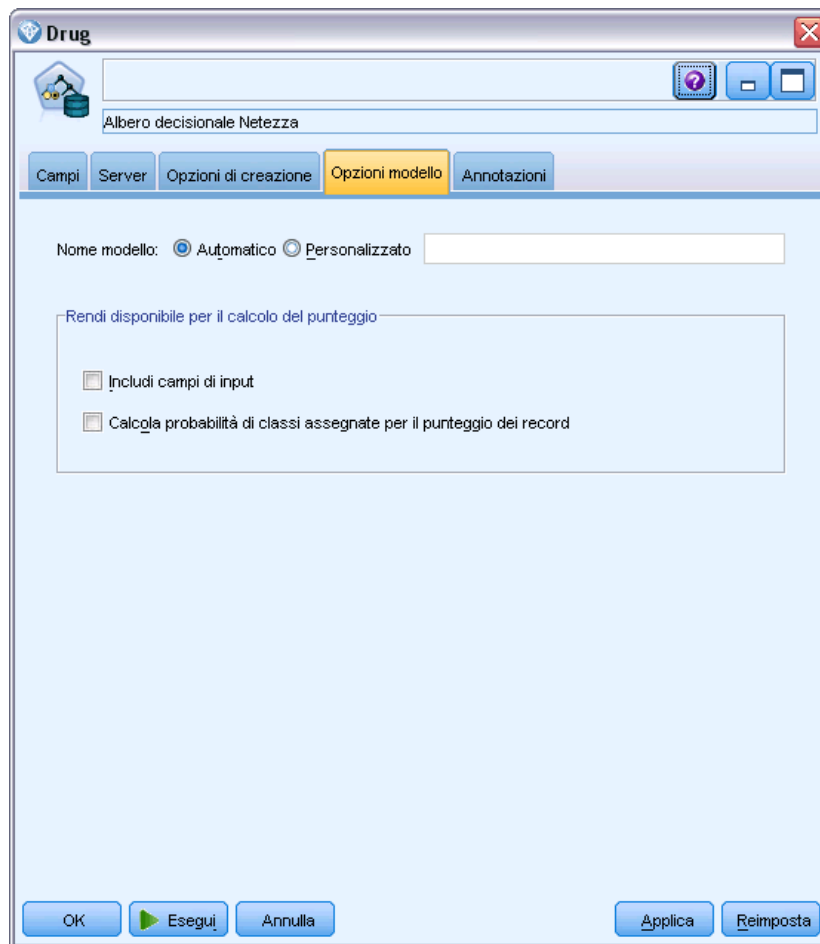 Drug
?
Albero decisionale Netezza
Campi Server Opzioni di creazione Opzioni modello Annotazioni
Nome modello: Automatico Personalizzato
Rendi disponibile per il calcolo del punteggio
Includi campi di input
Calcola probabilità di classi assegnate per il punteggio dei record
OK Esegui Annulla Applica Reimposta